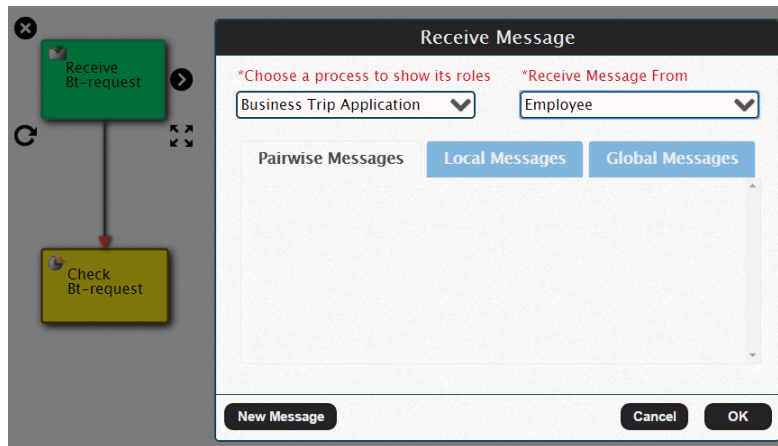 Receive
Bt-request
Check
Bt-request
Receive Message
*Choose a process to show its roles
*Receive Message From
Business Trip Application
Employee
Pairwise Messages
Local Messages
Global Messages
New Message
Cancel
OK